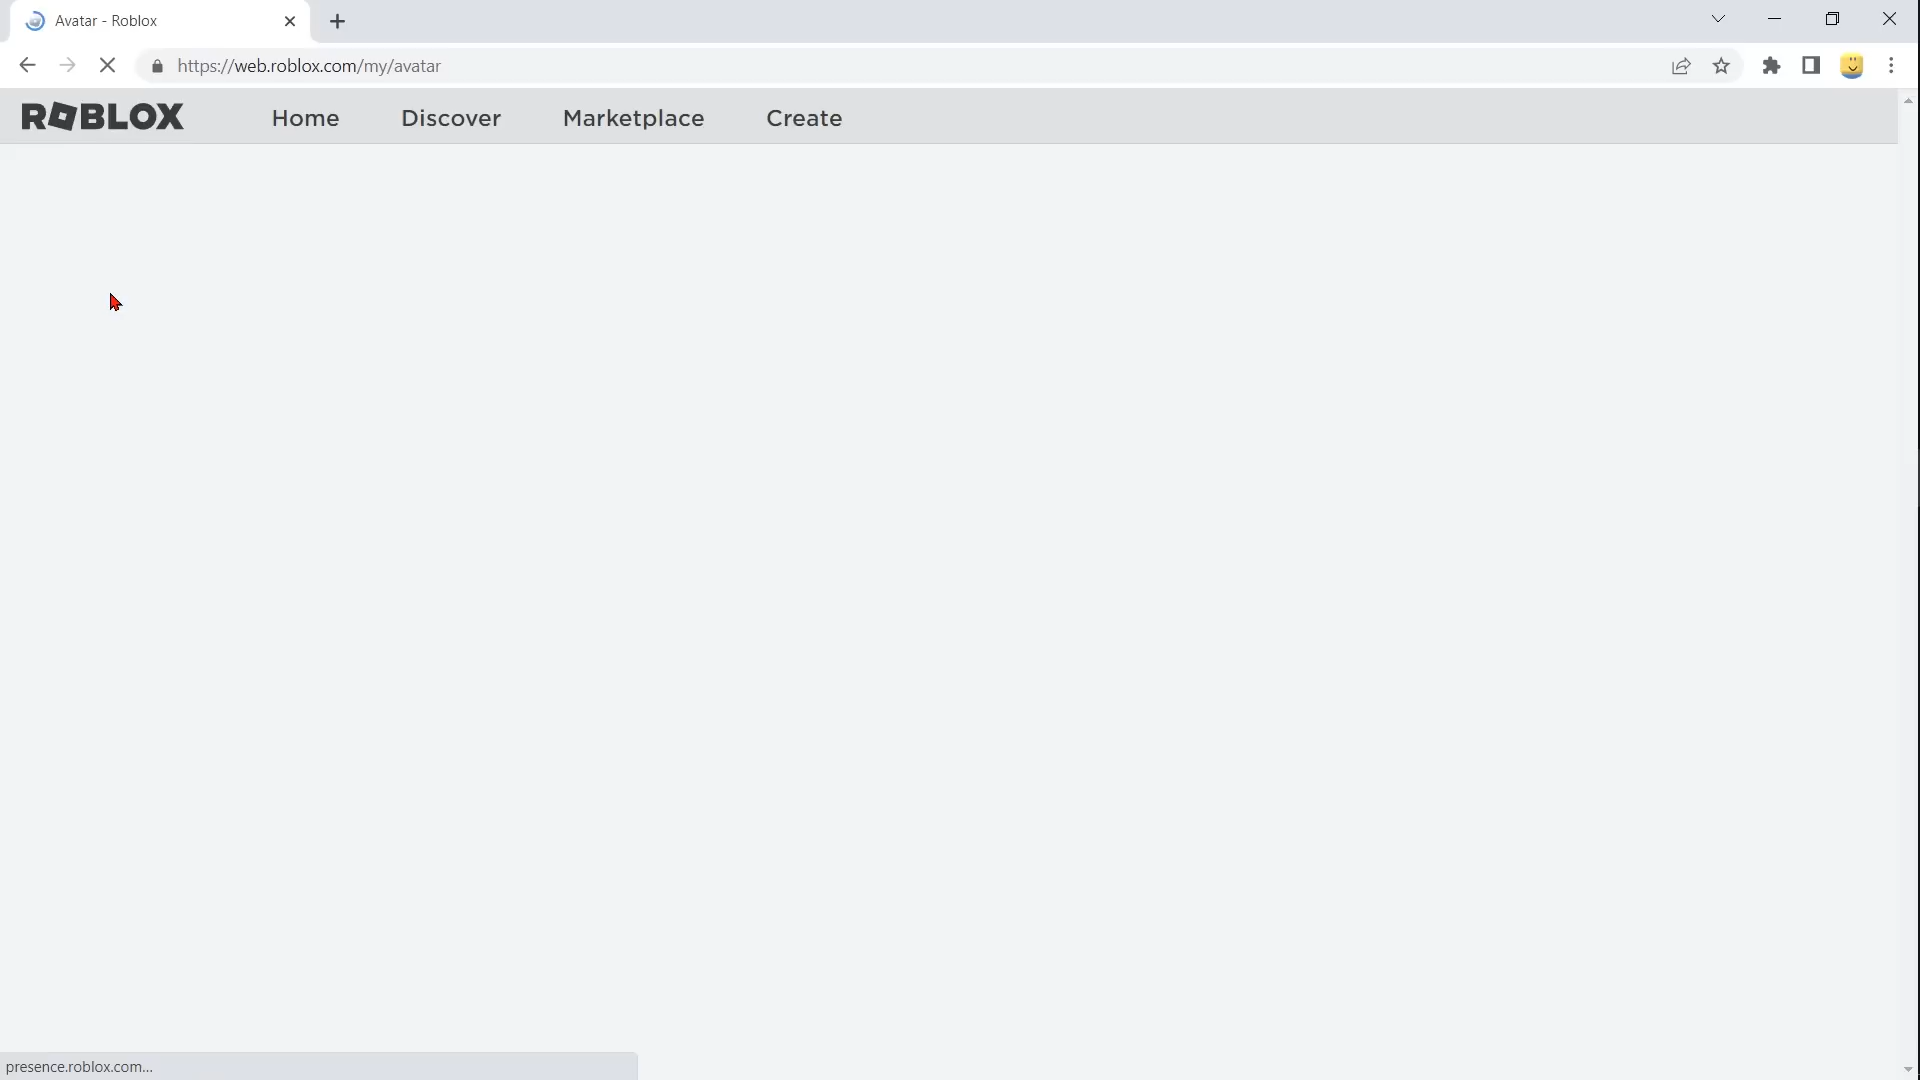 Avatar - Roblox
https://web.roblox.com/my/avatar
ROBLOX Home Discover Marketplace Create
presence.roblox.com...